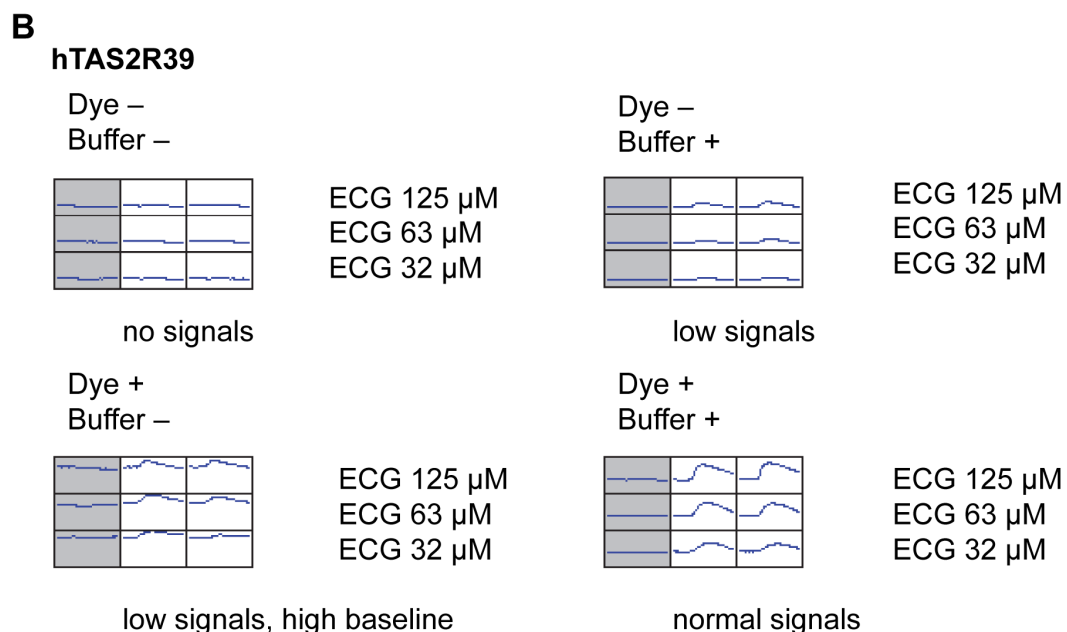 B
hTAS2R39
Dye –
Buffer –
ECG 125 µM
ECG 63 µM
ECG 32 µM
no signals
Dye –
Buffer +
ECG 125 µM
ECG 63 µM
ECG 32 µM
low signals
Dye +
Buffer –
ECG 125 µM
ECG 63 µM
ECG 32 µM
low signals, high baseline
Dye +
Buffer +
ECG 125 µM
ECG 63 µM
ECG 32 µM
normal signals